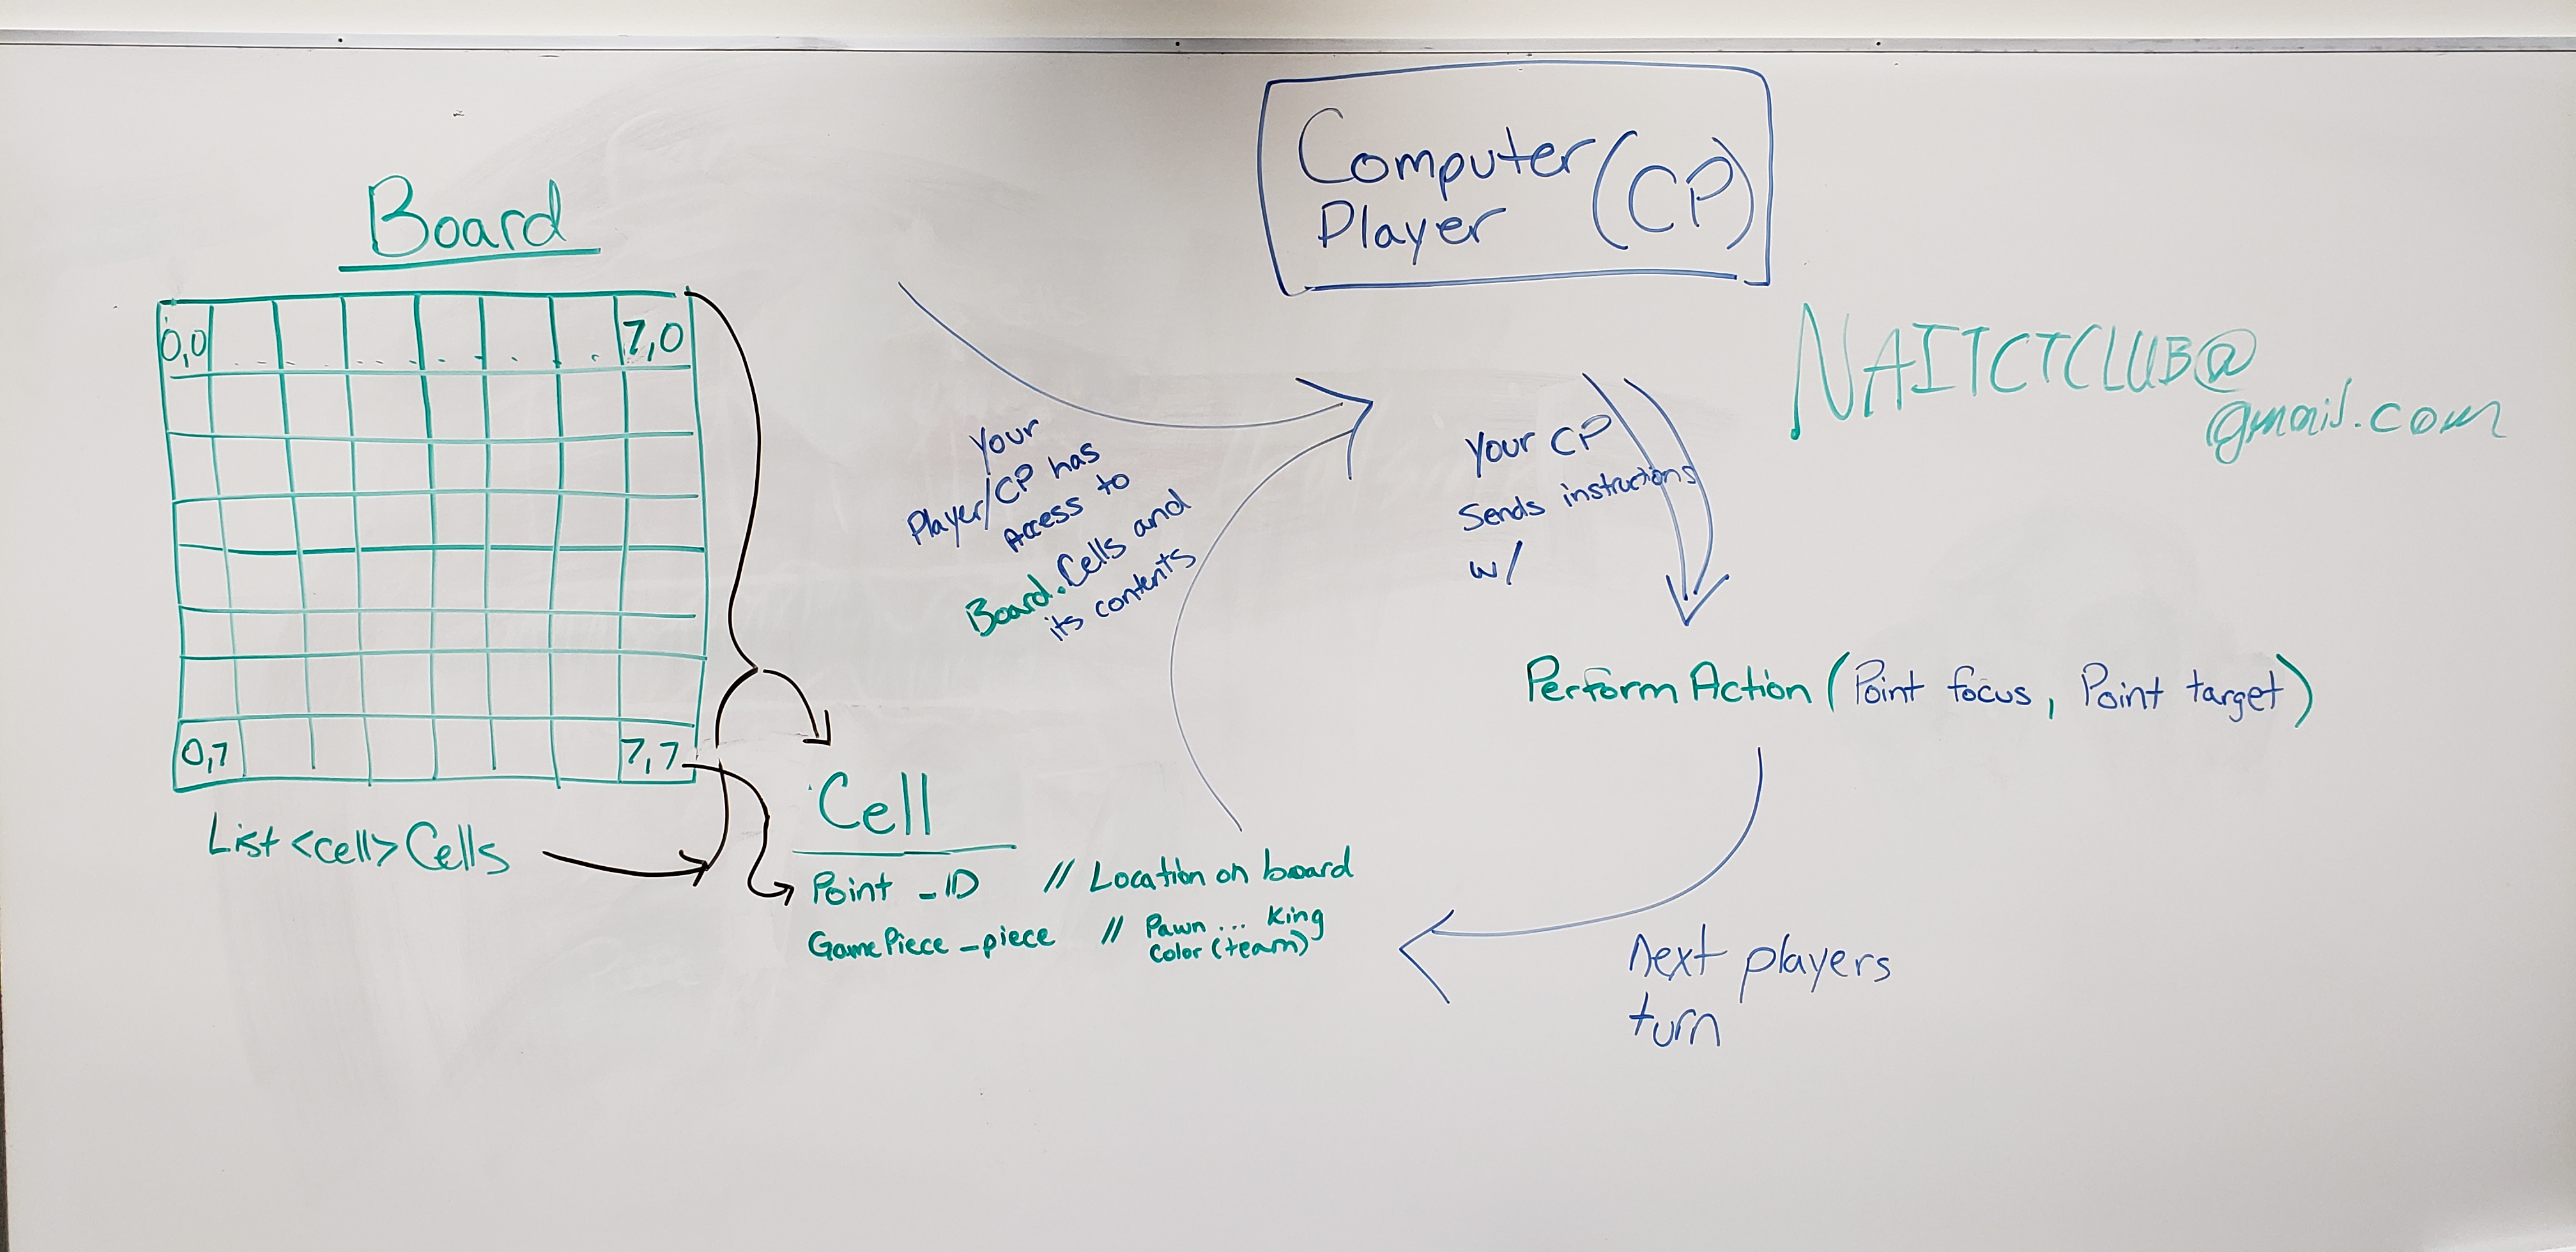 Board
0,0
7,0
0,7
7,7
List <cell> Cells
Cell
Point _ID // Location on board
GamePiece _piece // Pawn ... King
Color (team)
Your
Player/CP has
Access to
Board.Cells and
its contents
Computer
Player (CP)
NAITCTCLUB@
@gmail.com
Your CP
Sends instructions
w/
Perform Action (Point focus, Point target)
next players
turn